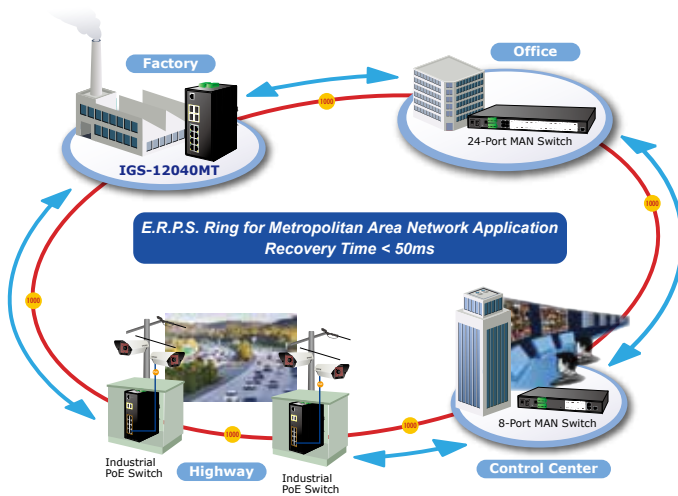 Factory
Office
1000
IGS-12040MT
24-Port MAN Switch
1000
E.R.P.S. Ring for Metropolitan Area Network Application
Recovery Time < 50ms
1000
8-Port MAN Switch
1000
1000
Industrial
PoE Switch
Highway
Industrial
PoE Switch
Control Center